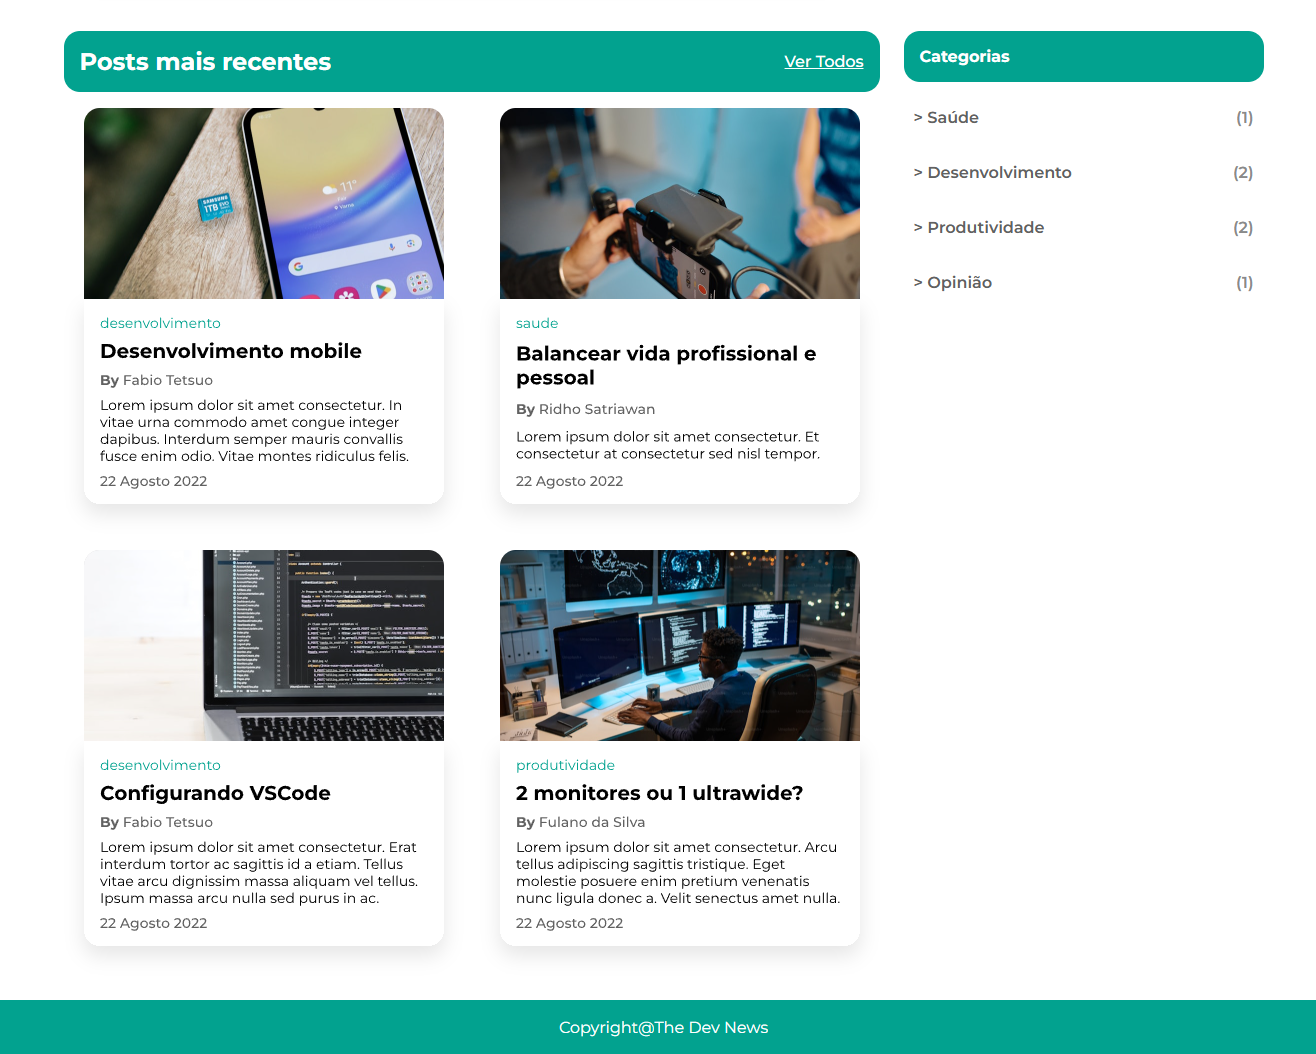 Posts mais recentes
Ver Todos
SAMSUNG
1TB EVO
11°
desenvolvimento
Desenvolvimento mobile
By Fabio Tetsuo
Lorem ipsum dolor sit amet consectetur. In
vitae urna commodo amet congue integer
dapibus. Interdum semper mauris convallis
fusce enim odio. Vitae montes ridiculus felis.
22 Agosto 2022
saude
Balancear vida profissional e
pessoal
By Ridho Satriawan
Lorem ipsum dolor sit amet consectetur. Et
consectetur at consectetur sed nisl tempor.
22 Agosto 2022
desenvolvimento
Configurando VSCode
By Fabio Tetsuo
Lorem ipsum dolor sit amet consectetur. Erat
interdum tortor ac sagittis id a etiam. Tellus
vitae arcu dignissim massa aliquam vel tellus.
Ipsum massa arcu nulla sed purus in ac.
22 Agosto 2022
produtividade
2 monitores ou 1 ultrawide?
By Fulano da Silva
Lorem ipsum dolor sit amet consectetur. Arcu
tellus adipiscing sagittis tristique. Eget
molestie posuere enim pretium venenatis
nunc ligula donec a. Velit senectus amet nulla.
22 Agosto 2022
Categorias
> Saúde (1)
> Desenvolvimento (2)
> Produtividade (2)
> Opinião (1)
Copyright@The Dev News